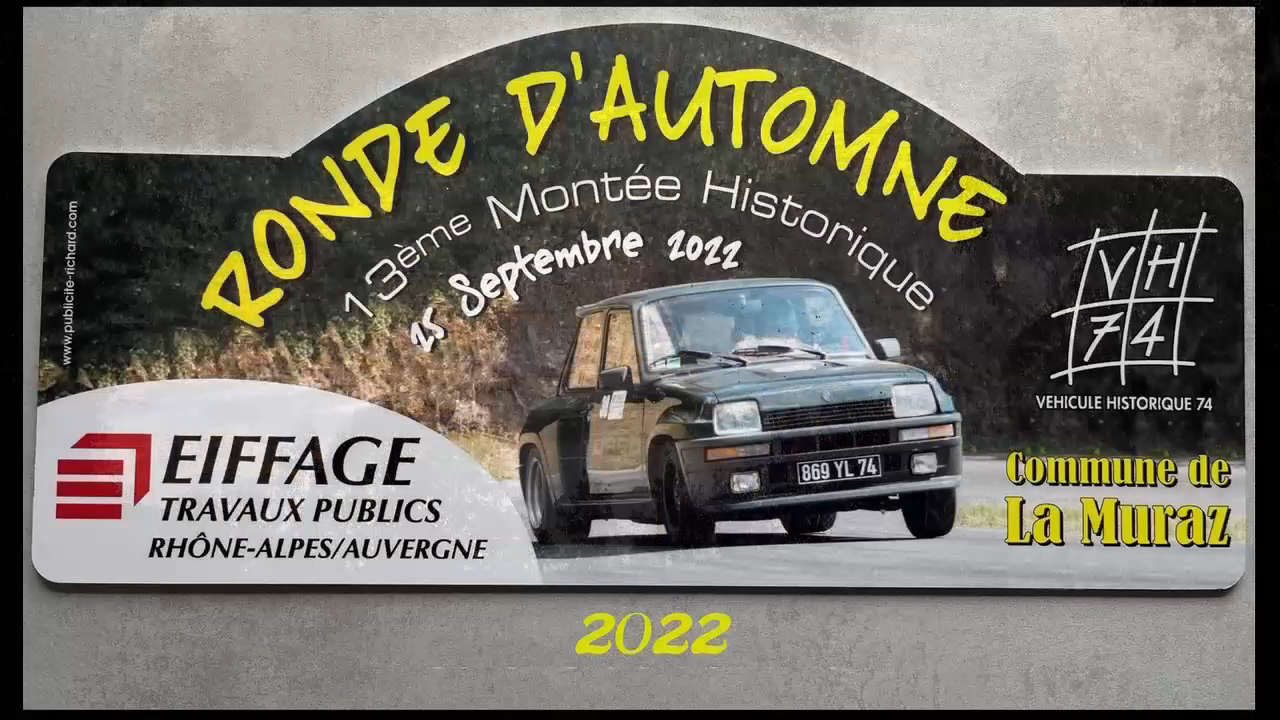 RONDE D'AUTOMNE
13ème Montée Historique
25 Septembre 2022
www.publicite-richard.com
VH
74
VEHICULE HISTORIQUE 74
EIFFAGE
TRAVAUX PUBLICS
RHÔNE-ALPES/AUVERGNE
869 YL 74
Commune de
La Muraz
2022